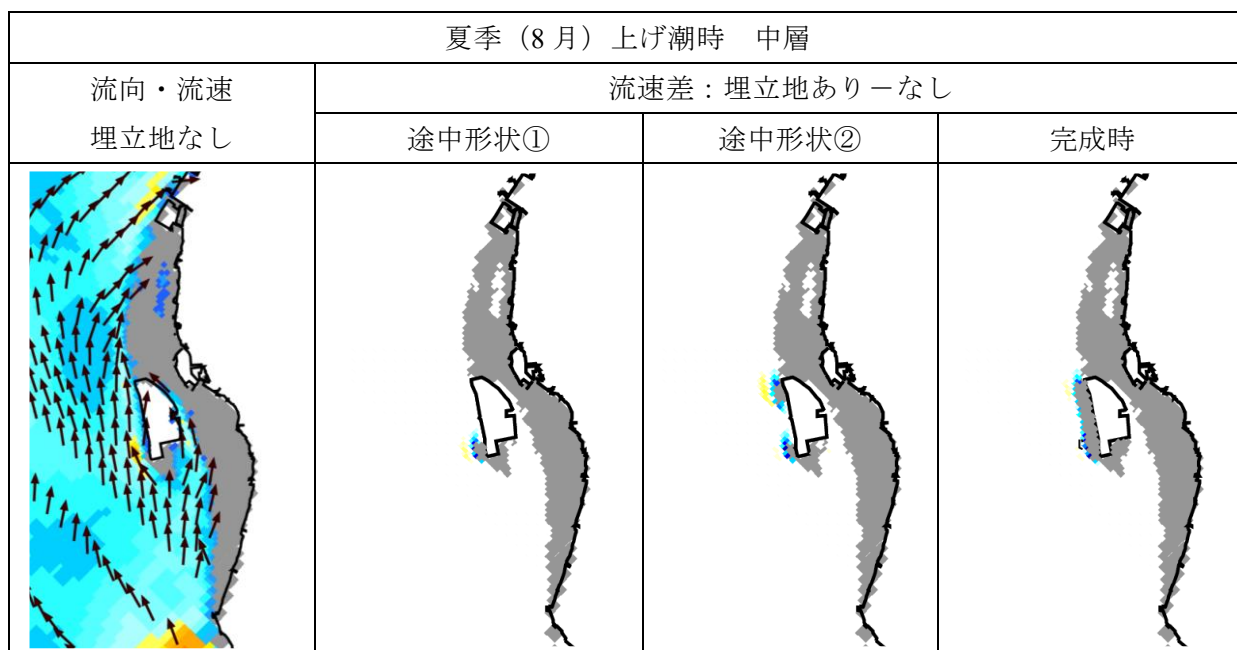 夏季（8 月）上げ潮時　中層
流向・流速
埋立地なし
流速差：埋立地あり－なし
途中形状①
途中形状②
完成時